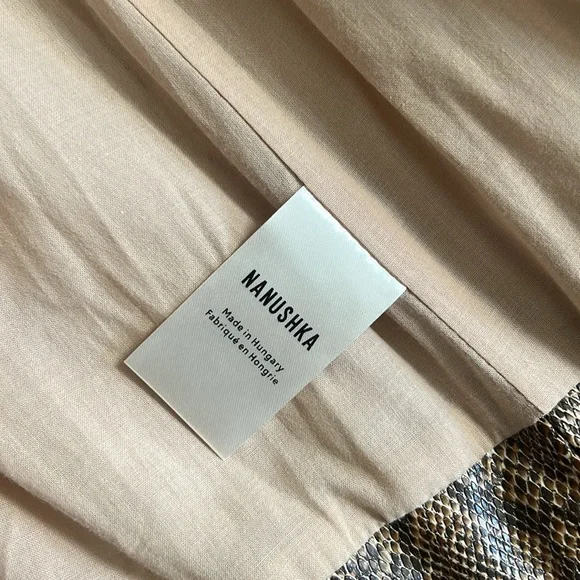 NANUSHKA
Made in Hungary
Fabriqué en Hongrie